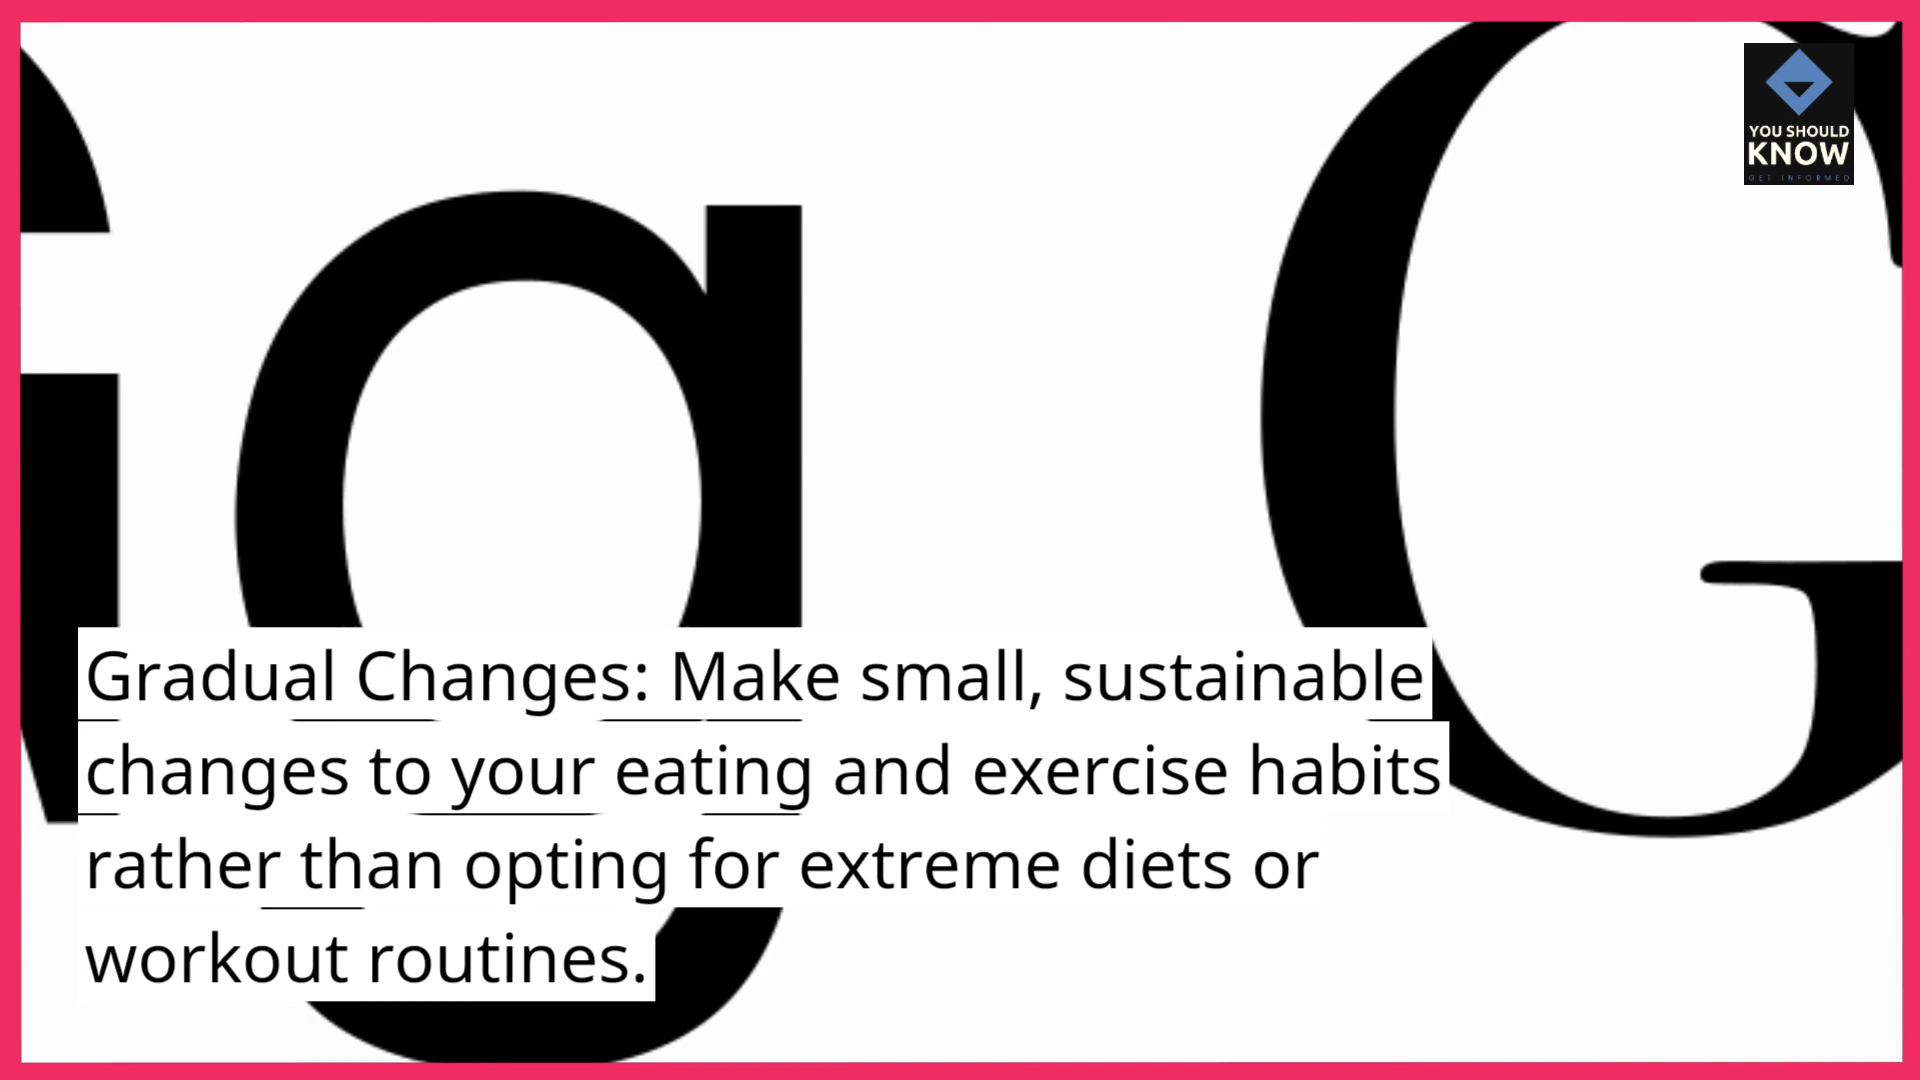 G g G
YOU SHOULD
KNOW
GET INFORMED
Gradual Changes: Make small, sustainable
changes to your eating and exercise habits
rather than opting for extreme diets or
workout routines.